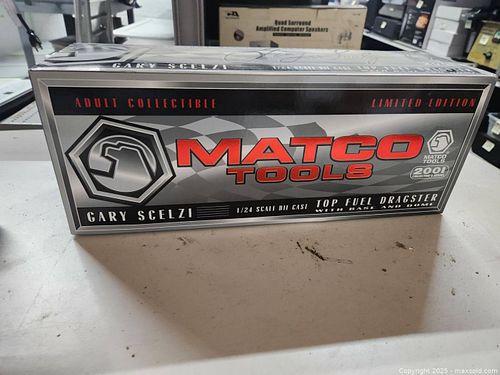 Quad Surround
Amplified Computer Speakers
GARY SCELZI
ADULT COLLECTIBLE
LIMITED EDITION
MATCO
TOOLS
MATCO
TOOLS
2001
GARY SCELZI
1/24 SCALE DIE CAST
TOP FUEL DRAGSTER
WITH BASE AND DOME
Copyright 2025 - maxsold.com